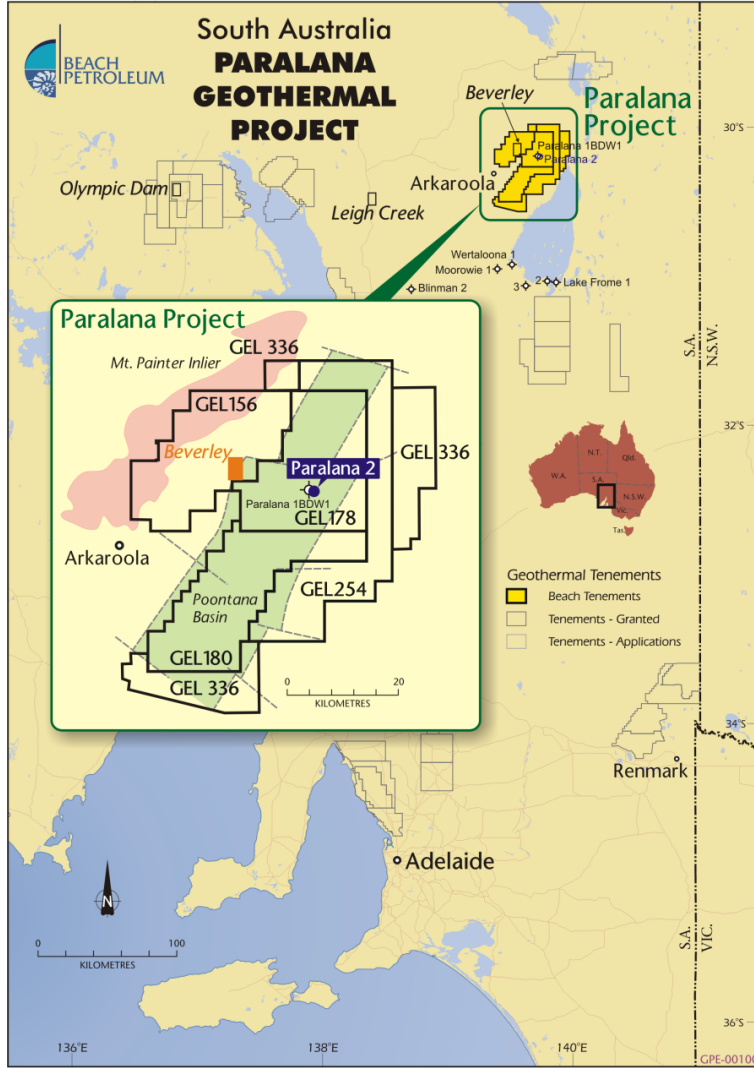 South Australia
PARALANA
GEOTHERMAL
PROJECT
BEACH
PETROLEUM
Beverley
Paralana
Project
30°S
Paralana 1BDW1
Paralana 2
Arkaroola
Olympic Dam
Leigh Creek
Wertaloona 1
Moorowie 1
Blinman 2
3
2
Lake Frome 1
S.A.
N.S.W.
Paralana Project
Mt. Painter Inlier
GEL 336
GEL156
Beverley
GEL 336
Paralana 2
Paralana 1BDW1
GEL178
Arkaroola
Poontana
Basin
GEL254
GEL180
GEL 336
0
20
KILOMETRES
32°S
N.T.
Qld.
W.A.
S.A.
N.S.W.
Vic.
Tas.
Geothermal Tenements
Beach Tenements
Tenements - Granted
Tenements - Applications
34°S
Renmark
Adelaide
N
0
100
KILOMETRES
S.A.
VIC.
36°S
136°E
138°E
140°E
GPE-00100